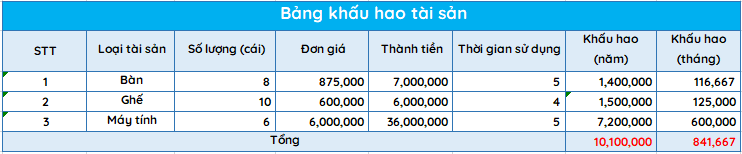 Bảng khấu hao tài sản
STT Loại tài sản Số lượng (cái) Đơn giá Thành tiền Thời gian sử dụng Khấu hao (năm) Khấu hao (tháng)
1 Bàn 8 875,000 7,000,000 5 1,400,000 116,667
2 Ghế 10 600,000 6,000,000 4 1,500,000 125,000
3 Máy tính 6 6,000,000 36,000,000 5 7,200,000 600,000
Tổng 10,100,000 841,667